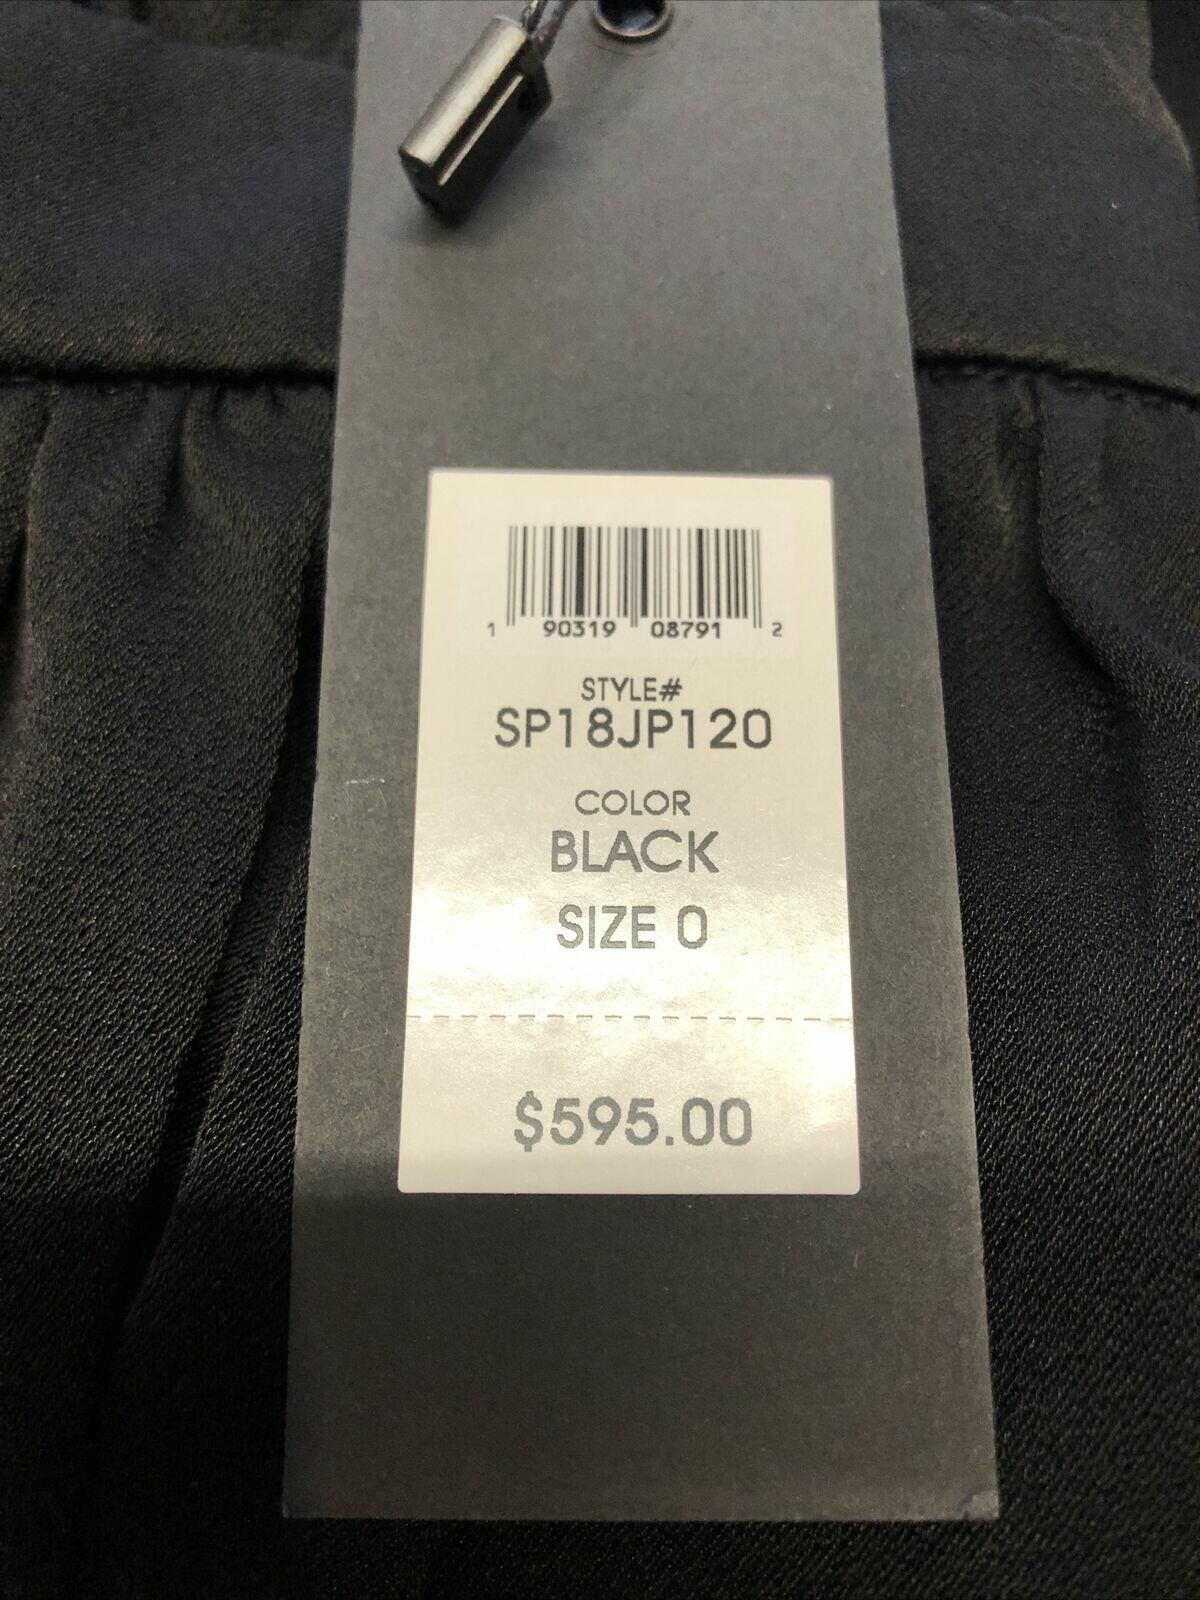 1 90319 08791 2
STYLE#
SP18JP120
COLOR
BLACK
SIZE 0
$595.00